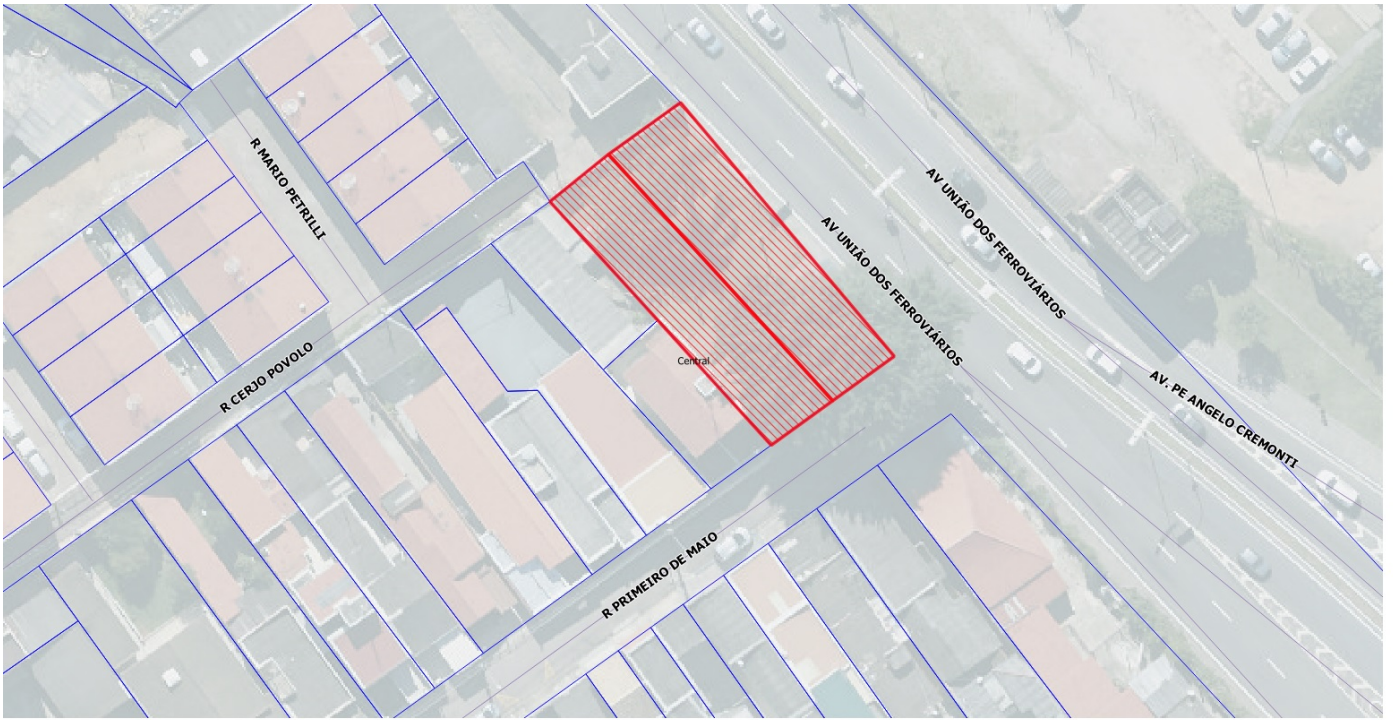 R MARIO PETRILLI
AV UNIÃO DOS FERROVIÁRIOS
AV UNIÃO DOS FERROVIÁRIOS
R CERJO POVOLO
Central
AV. PE ANGELO CREMONTI
R PRIMEIRO DE MAIO